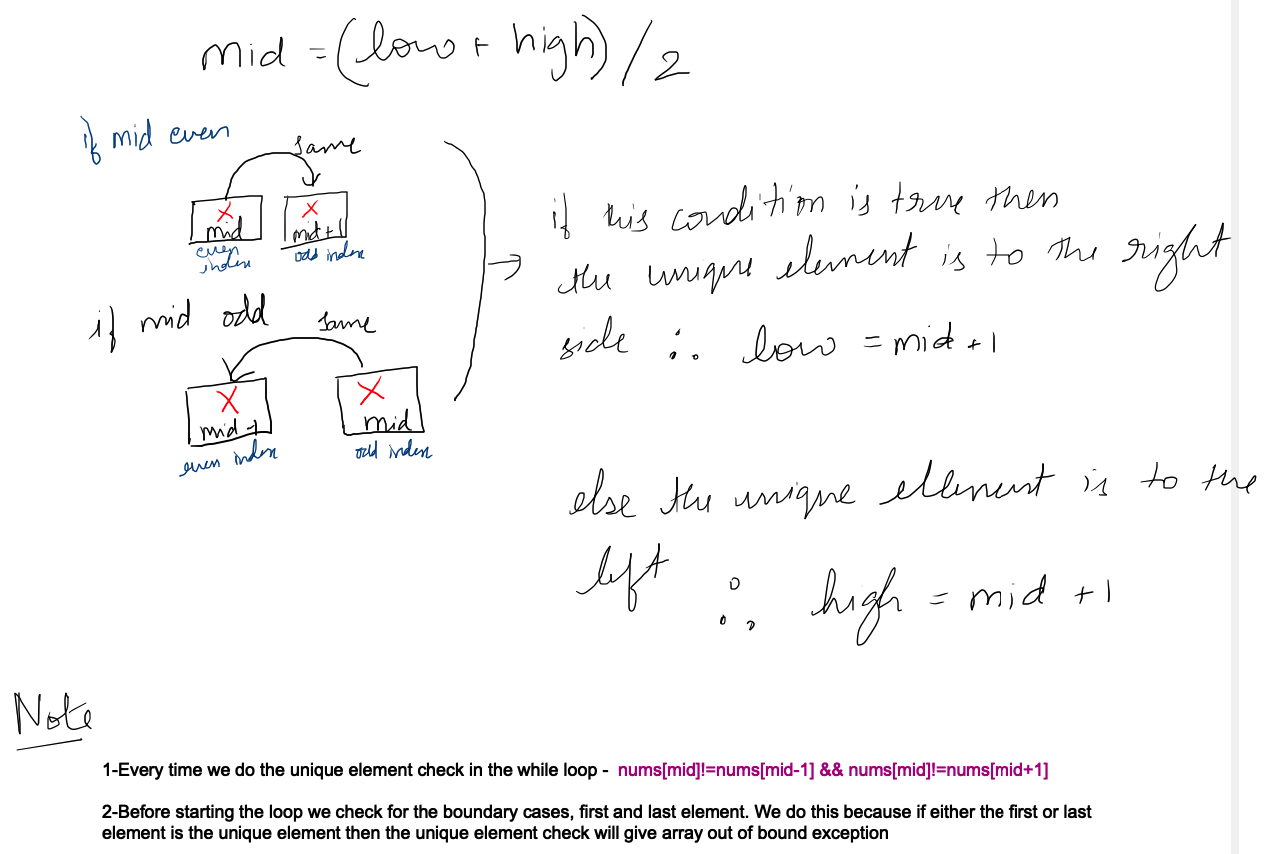 mid = (low + high) / 2
if mid even
same
mid
mid+1
even
index
odd index
if mid odd
same
mid-1
mid
even index
odd index
if this condition is true then
the unique element is to the right
side ∴ low = mid + 1
else the unique ellement is to the
left ∴ high = mid + 1
Note
1-Every time we do the unique element check in the while loop - nums[mid]!=nums[mid-1] && nums[mid]!=nums[mid+1]
2-Before starting the loop we check for the boundary cases, first and last element. We do this because if either the first or last
element is the unique element then the unique element check will give array out of bound exception